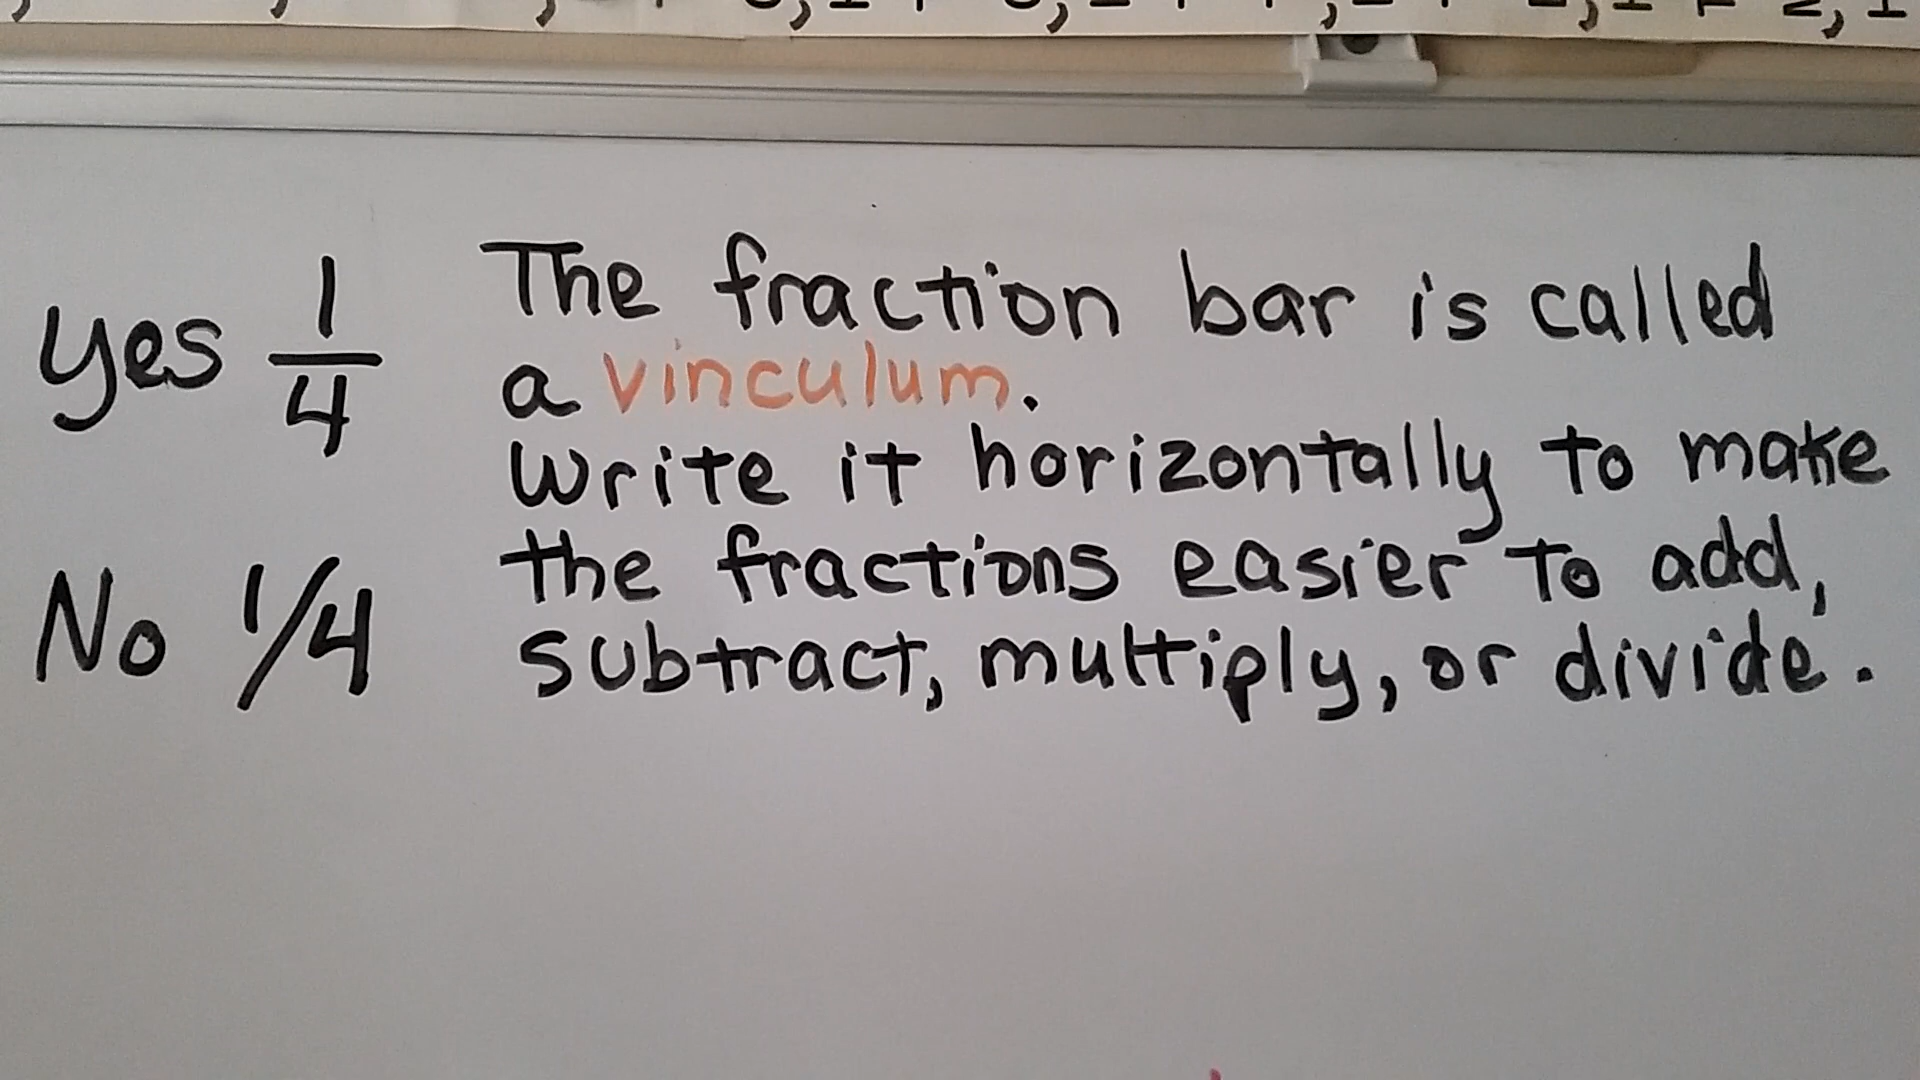 yes 1/4
The fraction bar is called
a vinculum.
Write it horizontally to make
the fractions easier to add,
subtract, multiply, or divide.
No 1/4